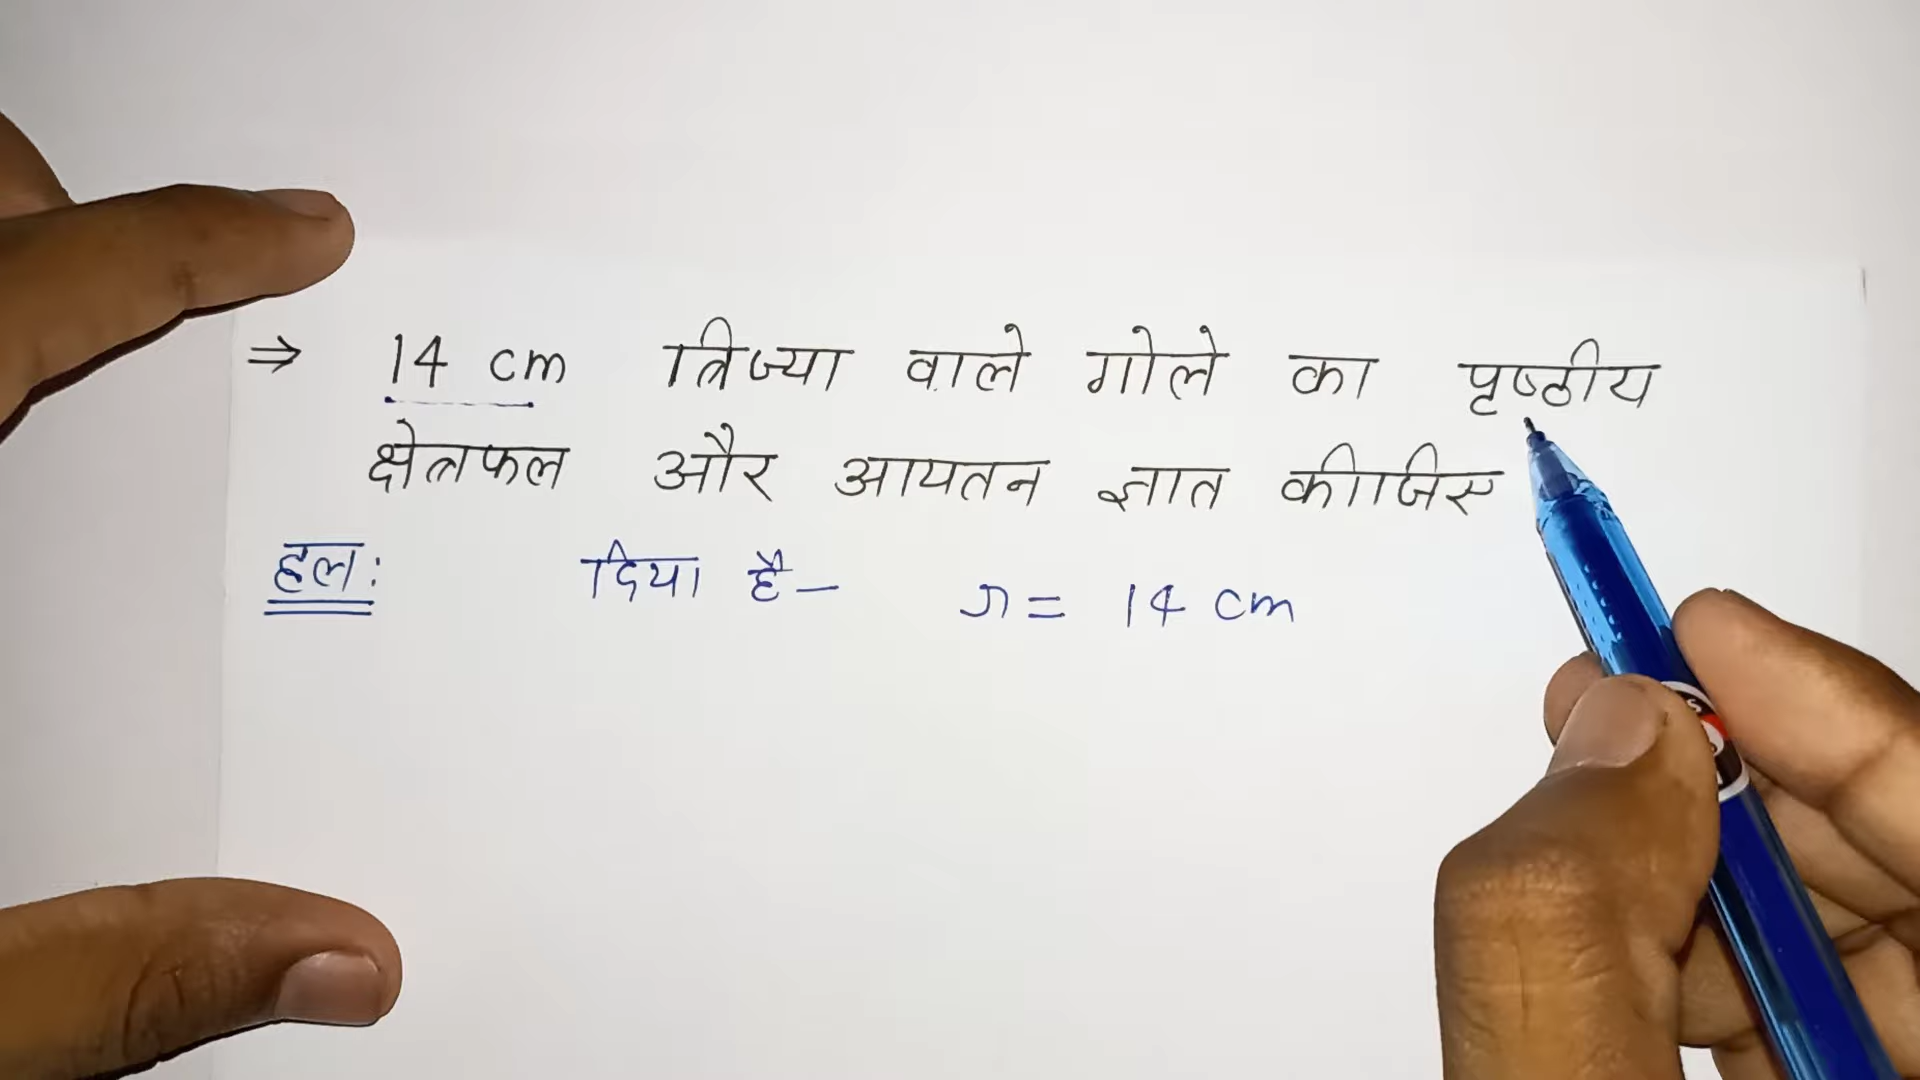 ⇒ 14 cm त्रिज्या वाले गोले का पृष्ठीय
क्षेत्रफल और आयतन ज्ञात कीजिए
हल: दिया है– r = 14 cm